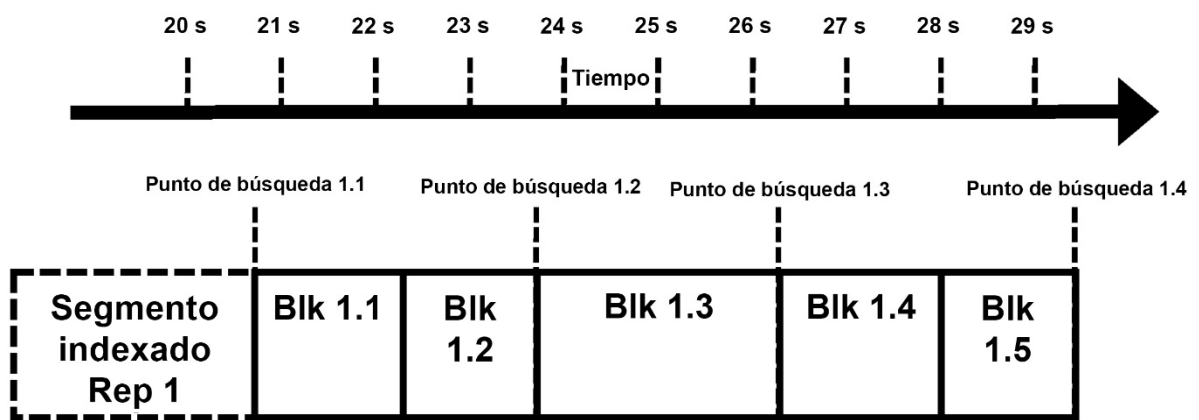 20 s 21 s 22 s 23 s 24 s 25 s 26 s 27 s 28 s 29 s
Tiempo
Punto de búsqueda 1.1 Punto de búsqueda 1.2 Punto de búsqueda 1.3 Punto de búsqueda 1.4
Segmento
indexado
Rep 1
Blk 1.1
Blk
1.2
Blk 1.3
Blk 1.4
Blk
1.5